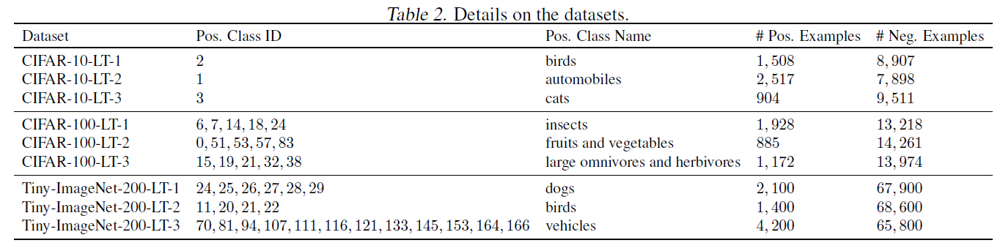 Table 2. Details on the datasets.
Dataset Pos. Class ID Pos. Class Name # Pos. Examples # Neg. Examples
CIFAR-10-LT-1 2 birds 1, 508 8, 907
CIFAR-10-LT-2 1 automobiles 2, 517 7, 898
CIFAR-10-LT-3 3 cats 904 9, 511
CIFAR-100-LT-1 6, 7, 14, 18, 24 insects 1, 928 13, 218
CIFAR-100-LT-2 0, 51, 53, 57, 83 fruits and vegetables 885 14, 261
CIFAR-100-LT-3 15, 19, 21, 32, 38 large omnivores and herbivores 1, 172 13, 974
Tiny-ImageNet-200-LT-1 24, 25, 26, 27, 28, 29 dogs 2, 100 67, 900
Tiny-ImageNet-200-LT-2 11, 20, 21, 22 birds 1, 400 68, 600
Tiny-ImageNet-200-LT-3 70, 81, 94, 107, 111, 116, 121, 133, 145, 153, 164, 166 vehicles 4, 200 65, 800